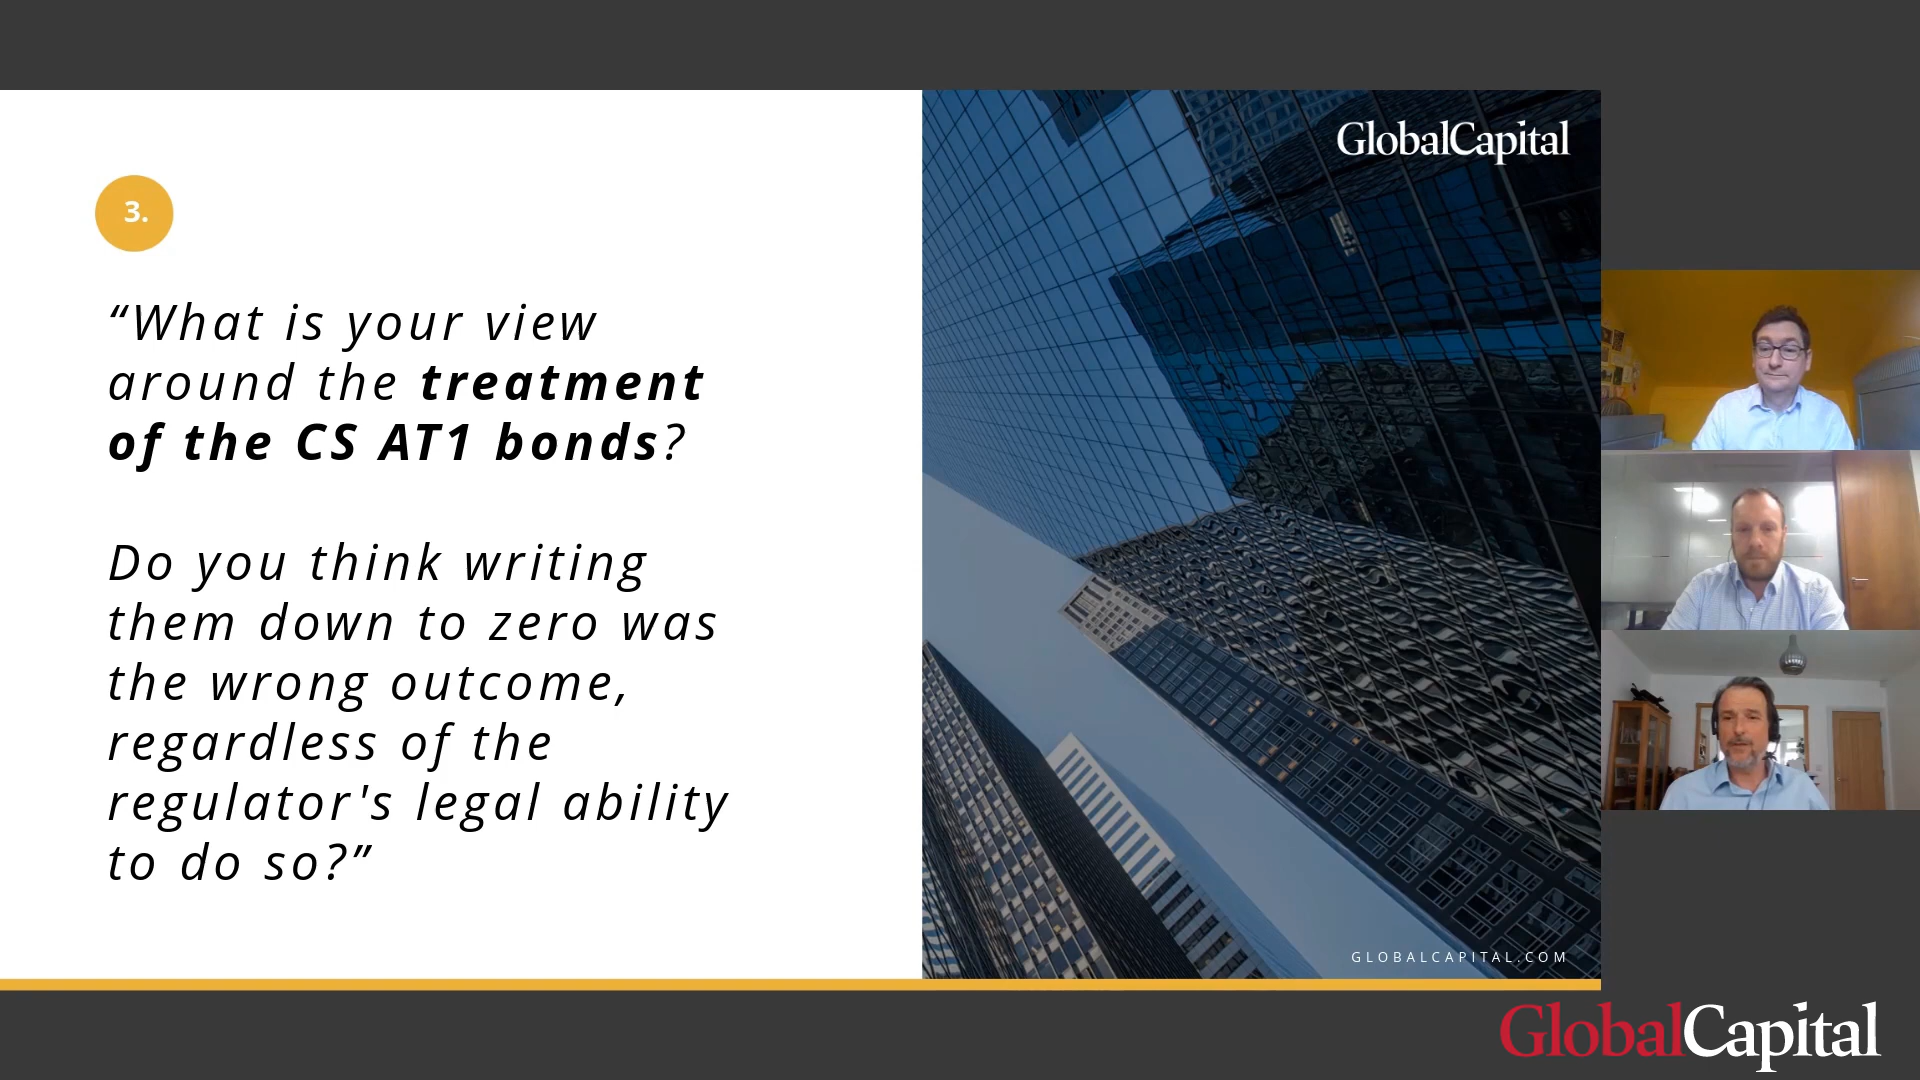 GlobalCapital
3.
“What is your view
around the treatment
of the CS AT1 bonds?
Do you think writing
them down to zero was
the wrong outcome,
regardless of the
regulator's legal ability
to do so?”
GLOBALCAPITAL.COM
GlobalCapital